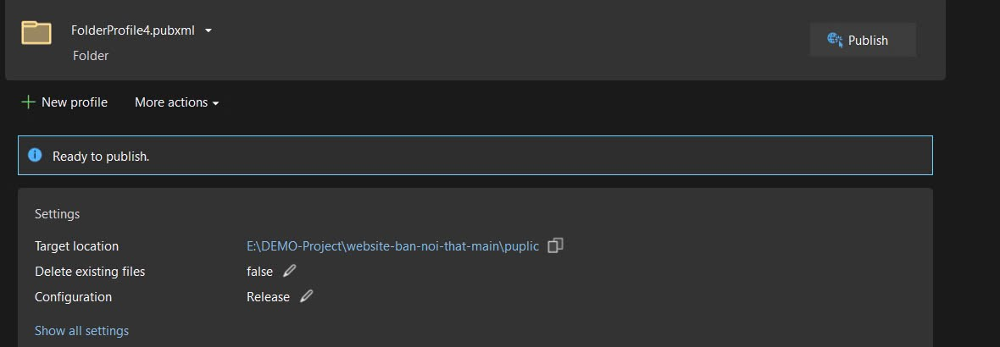 FolderProfile4.pubxml
Folder
Publish
New profile More actions
Ready to publish.
Settings
Target location E:\DEMO-Project\website-ban-noi-that-main\puplic
Delete existing files false
Configuration Release
Show all settings